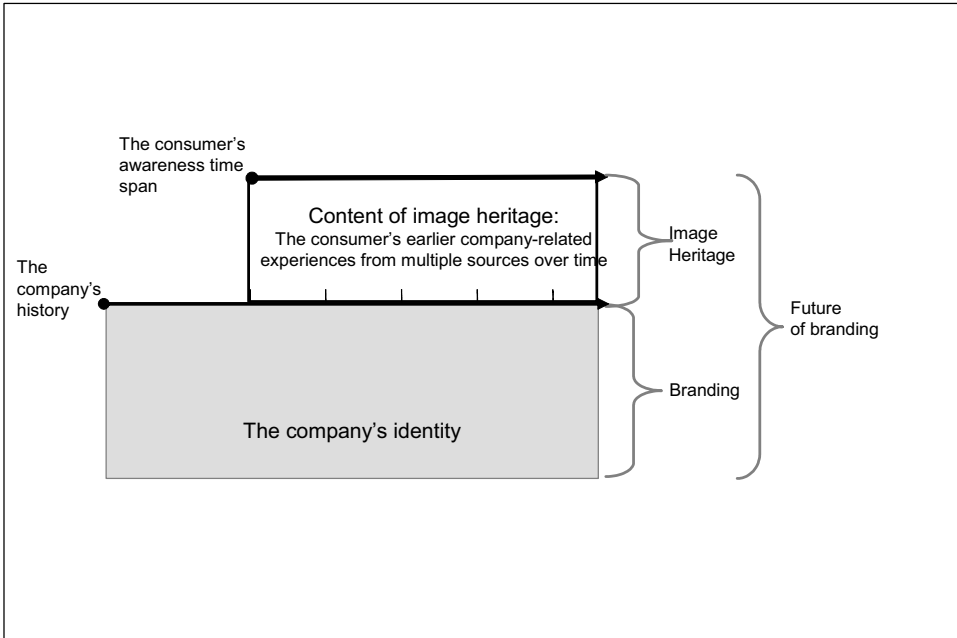 The consumer’s
awareness time
span
Content of image heritage:
The consumer’s earlier company-related
experiences from multiple sources over time
Image
Heritage
The
company’s
history
Future
of branding
Branding
The company’s identity